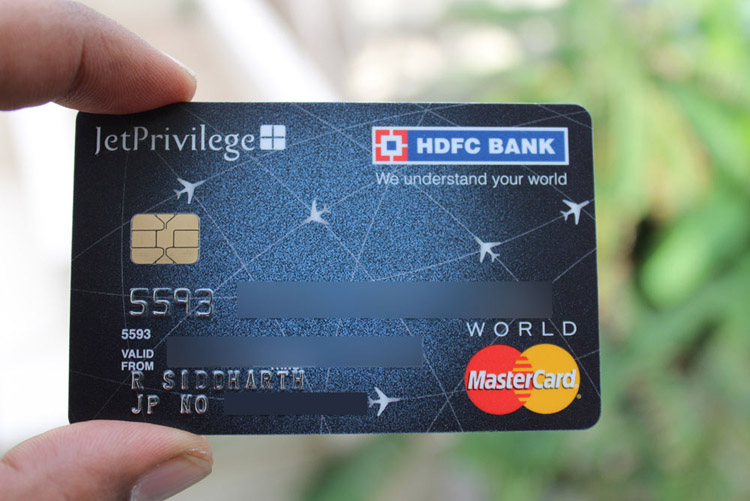 JetPrivilege
HDFC BANK
We understand your world
5593
5593
VALID
FROM
R SIDDHARTH
JP NO
WORLD
MasterCard